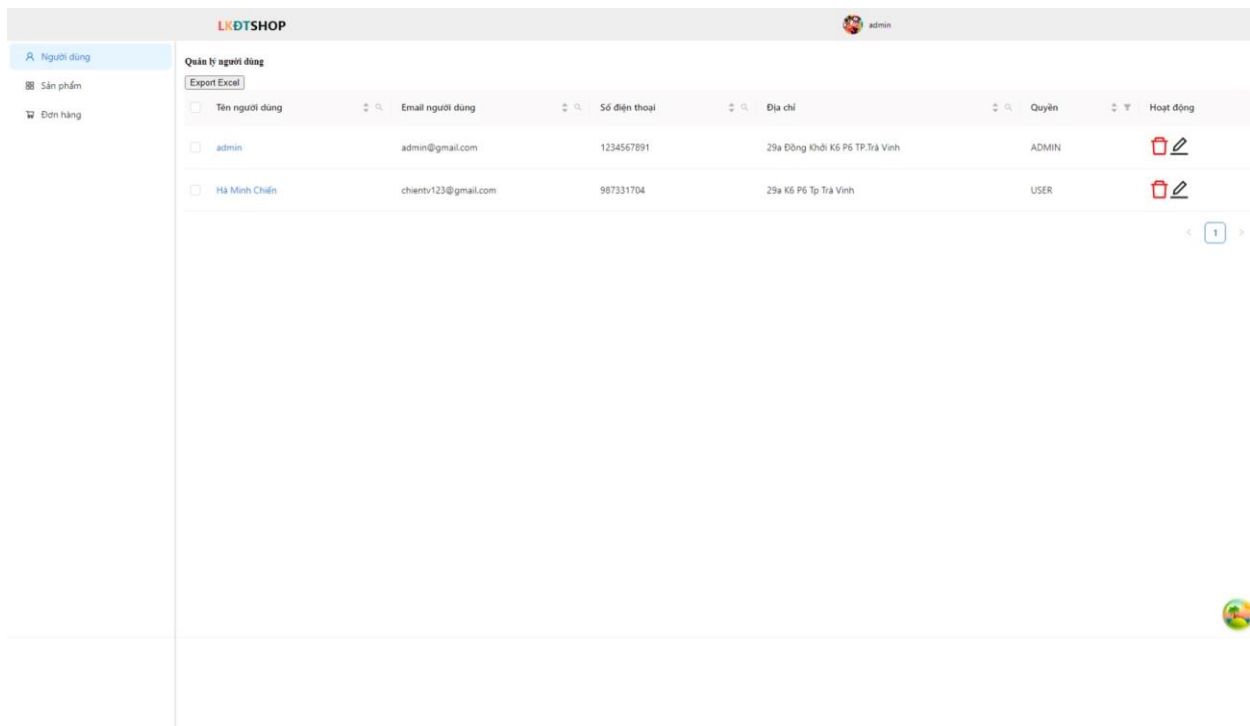 LKĐTSHOP
admin
Người dùng
Sản phẩm
Đơn hàng
Quản lý người dùng
Export Excel
Tên người dùng Email người dùng Số điện thoại Địa chỉ Quyền Hoạt động
admin admin@gmail.com 1234567891 29a Đồng Khởi K6 P6 TP.Trà Vinh ADMIN
Hà Minh Chiến chientv123@gmail.com 987331704 29a K6 P6 Tp Trà Vinh USER
< 1 >